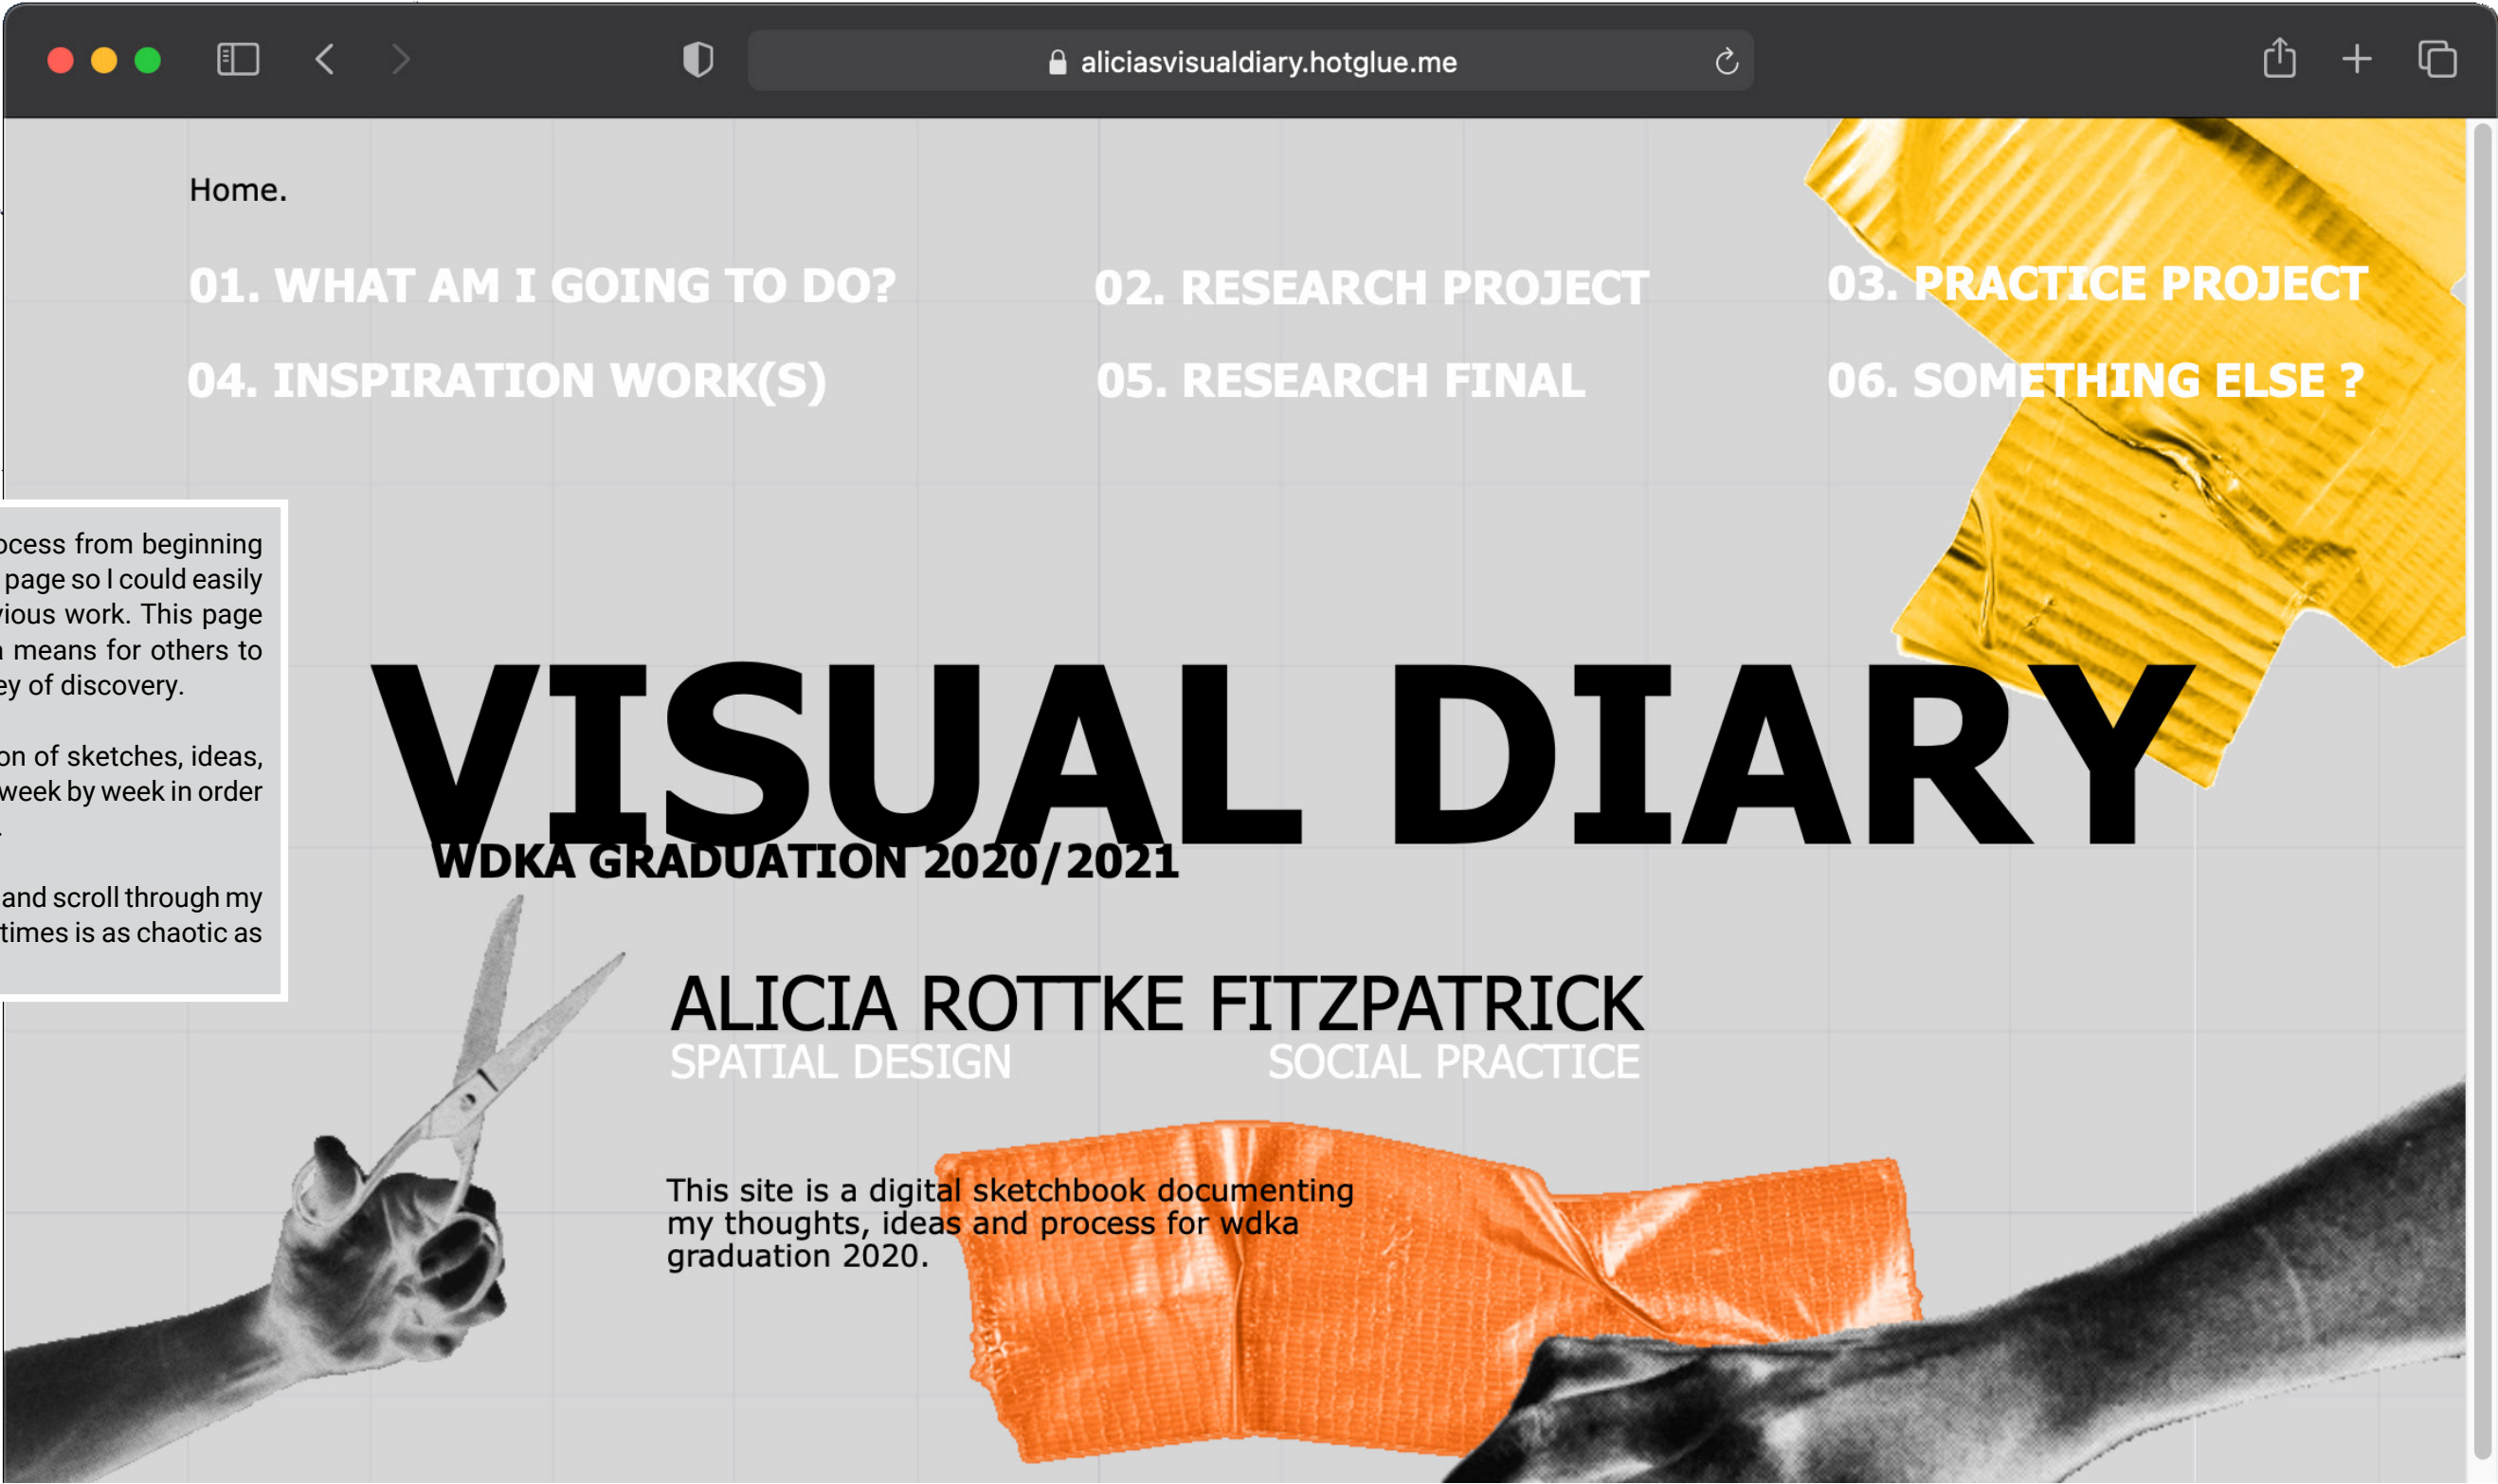 aliciasvisualdiary.hotglue.me
Home.
01. WHAT AM I GOING TO DO?
02. RESEARCH PROJECT
03. PRACTICE PROJECT
04. INSPIRATION WORK(S)
05. RESEARCH FINAL
06. SOMETHING ELSE ?
from beginning
page so I could easily
work. This page
means for others to
of discovery.
of sketches, ideas,
week by week in order
and scroll through my
times is as chaotic as
VISUAL DIARY
WDKA GRADUATION 2020/2021
ALICIA ROTTKE FITZPATRICK
SPATIAL DESIGN
SOCIAL PRACTICE
This site is a digital sketchbook documenting
my thoughts, ideas and process for wdka
graduation 2020.